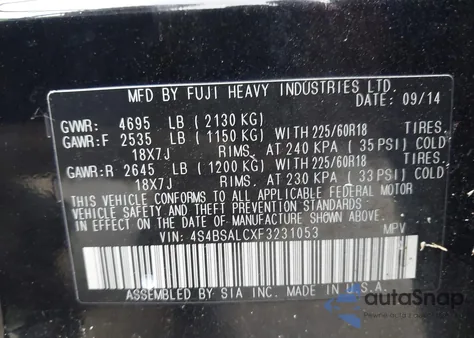 MFD BY FUJI HEAVY INDUSTRIES LTD.
DATE: 09/14
GVWR: 4695 LB (2130 KG)
GAWR:F 2535 LB (1150 KG) WITH 225/60R18 TIRES.
18X7J RIMS. AT 240 KPA (35 PSI) COLD
GAWR:R 2645 LB (1200 KG) WITH 225/60R18 TIRES.
18X7J RIMS. AT 230 KPA (33 PSI) COLD
THIS VEHICLE CONFORMS TO ALL APPLICABLE FEDERAL MOTOR
VEHICLE SAFETY AND BUMPER STANDARDS IN EFFECT ON THE DATE
OF MANUFACTURE SHOWN ABOVE.
VIN: 4S4BSALCXF3231053 MPV
ASSEMBLED BY SIA INC. MADE IN U.S.A.
autoSnap